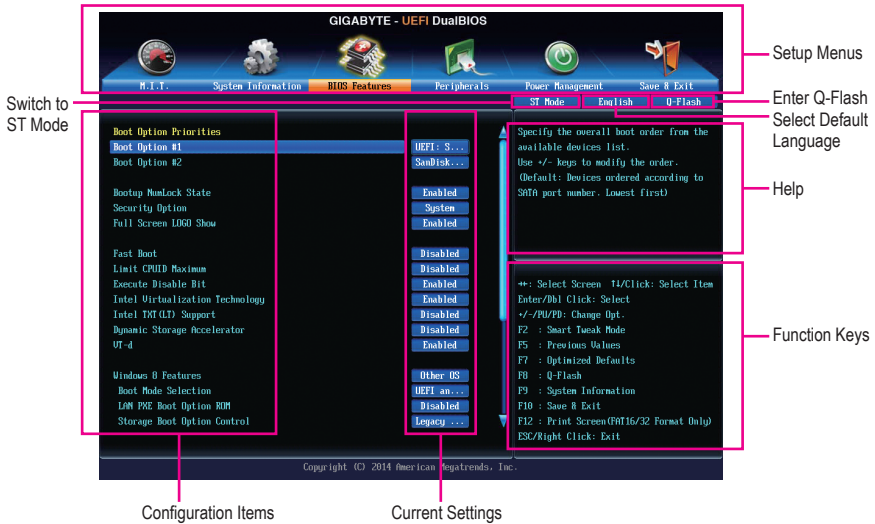 GIGABYTE - UEFI DualBIOS
M.I.T.
System Information
BIOS Features
Peripherals
Power Management
Save & Exit
Setup Menus
Switch to
ST Mode
ST Mode
English
Q-Flash
Enter Q-Flash
Select Default
Language
Boot Option Priorities
Boot Option #1 UEFI: S...
Boot Option #2 SanDisk...
Bootup NumLock State Enabled
Security Option System
Full Screen LOGO Show Enabled
Fast Boot Disabled
Limit CPUID Maximum Disabled
Execute Disable Bit Enabled
Intel Virtualization Technology Enabled
Intel TXT(LT) Support Disabled
Dynamic Storage Accelerator Disabled
VT-d Enabled
Windows 8 Features Other OS
Boot Mode Selection UEFI an...
LAN PXE Boot Option ROM Disabled
Storage Boot Option Control Legacy ...
Specify the overall boot order from the
available devices list.
Use +/- keys to modify the order.
(Default: Devices ordered according to
SATA port number. Lowest first)
Help
→←: Select Screen ↑↓/Click: Select Item
Enter/Dbl Click: Select
+/-/PU/PD: Change Opt.
F2 : Smart Tweak Mode
F5 : Previous Values
F7 : Optimized Defaults
F8 : Q-Flash
F9 : System Information
F10 : Save & Exit
F12 : Print Screen(FAT16/32 Format Only)
ESC/Right Click: Exit
Function Keys
Copyright (C) 2014 American Megatrends, Inc.
Configuration Items
Current Settings